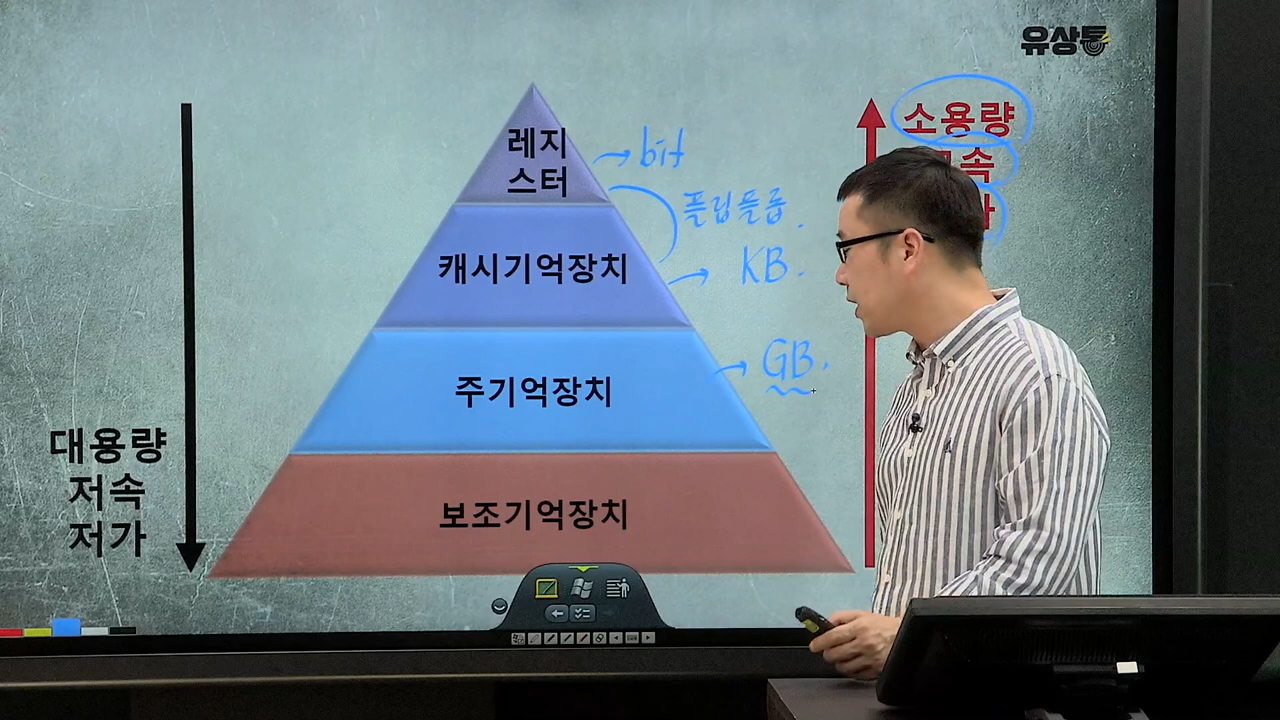 유상통
소용량
레지
스터
bit
플립플롭
캐시기억장치
KB.
주기억장치
GB.
대용량
저속
저가
보조기억장치